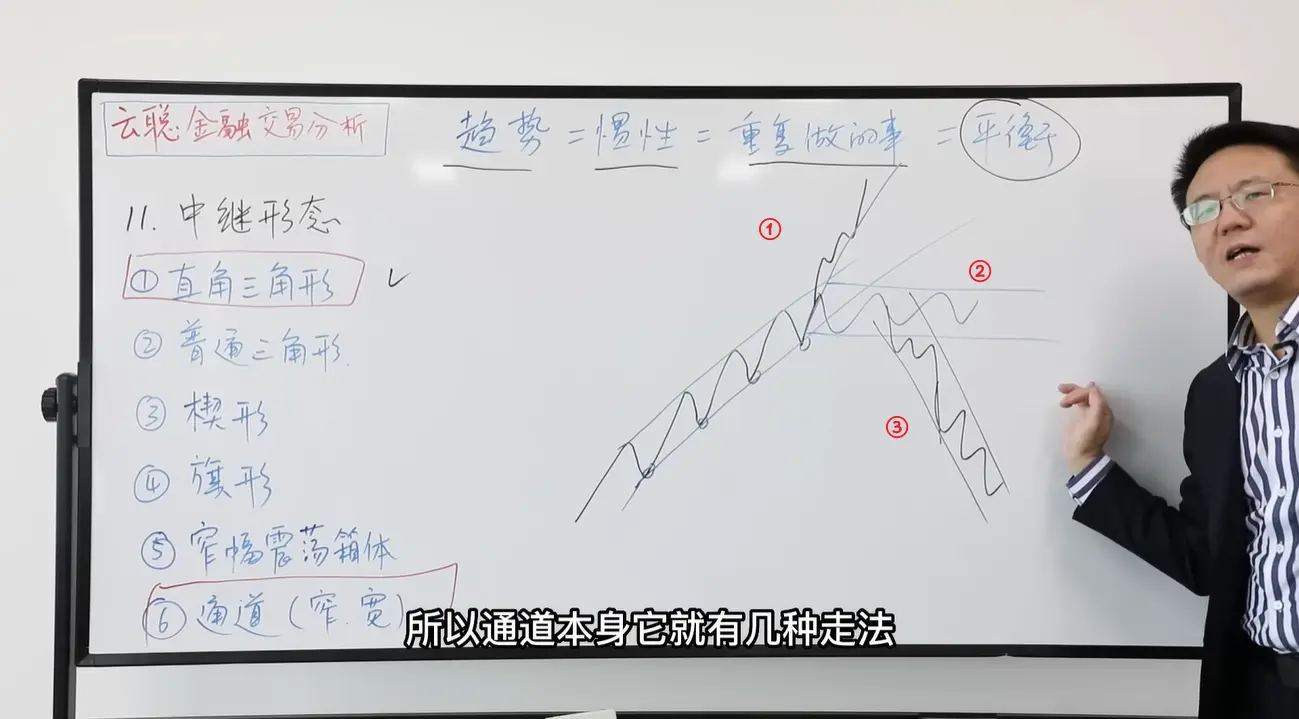 云聪金融交易分析
趋势=惯性=重复做的事=平衡
11. 中继形态
①直角三角形 ✓
②普通三角形.
③楔形
④旗形
⑤窄幅震荡箱体
⑥通道(窄.宽)
①
②
③
所以通道本身它就有几种走法